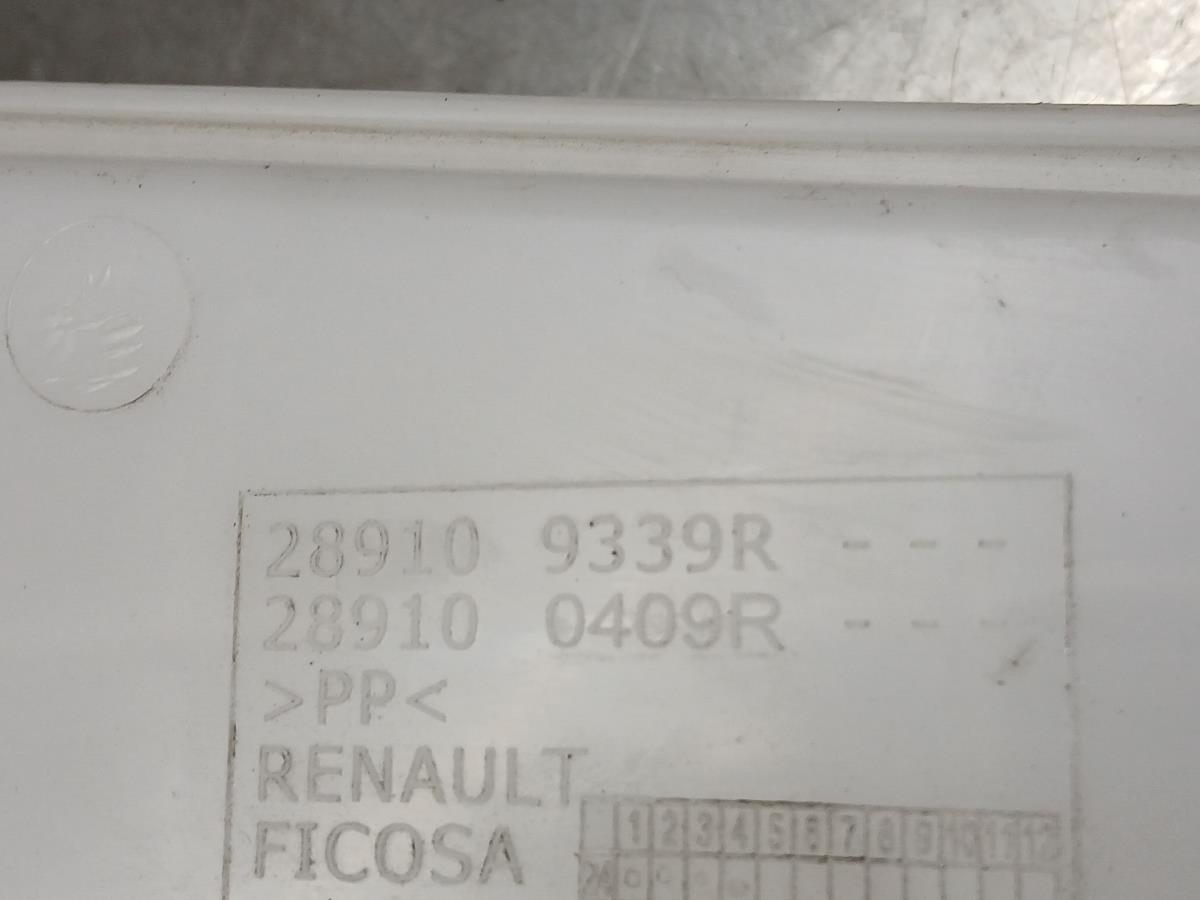 28910 9339R - - -
28910 0409R - - -
>PP<
RENAULT
FICOSA
1 2 3 4 5 6 7 8 9 10 11 12
24